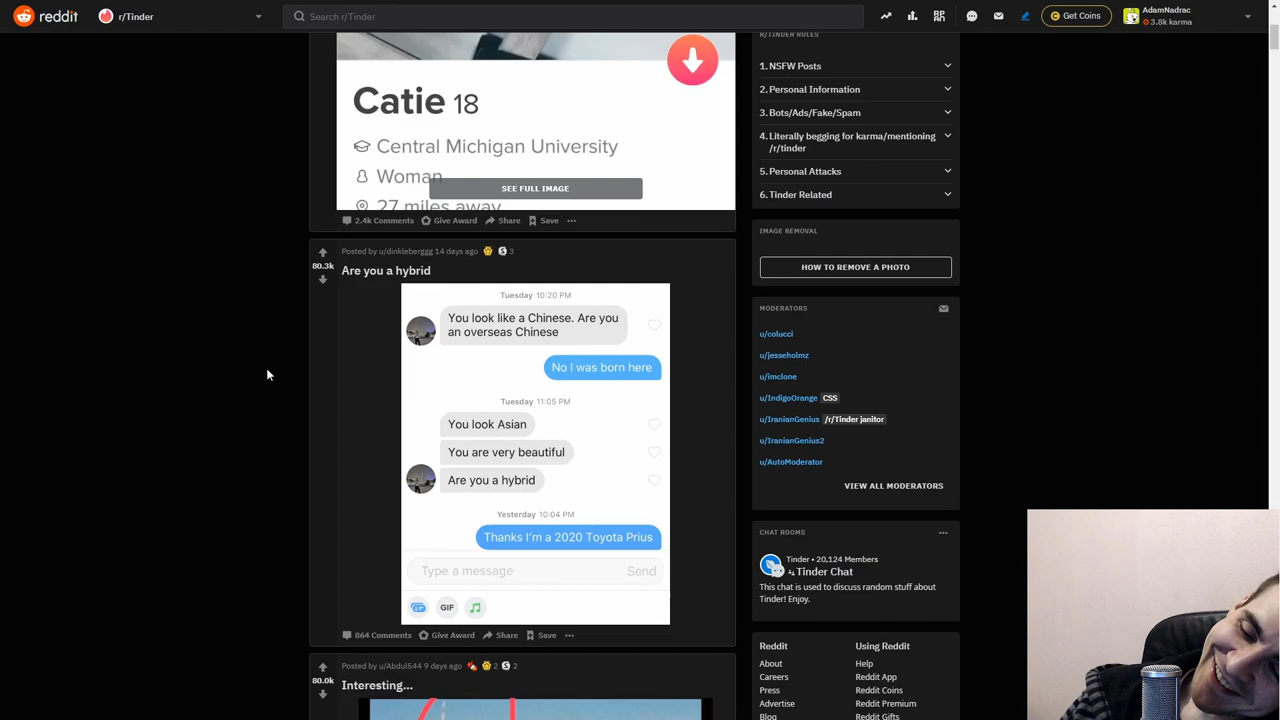 reddit
r/Tinder
Search r/Tinder
Get Coins
AdamNadrac
3.8k karma
Catie 18
Central Michigan University
Woman
27 miles away
SEE FULL IMAGE
2.4k Comments Give Award Share Save
80.3k
Posted by u/dinkieberggg 14 days ago 3
Are you a hybrid
Tuesday 10:20 PM
You look like a Chinese. Are you
an overseas Chinese
No I was born here
Tuesday 11:05 PM
You look Asian
You are very beautiful
Are you a hybrid
Yesterday 10:04 PM
Thanks I'm a 2020 Toyota Prius
Type a message Send
GIF
864 Comments Give Award Share Save
80.0k
Posted by u/Abdul544 9 days ago 2 2
Interesting...
R/TINDER RULES
1. NSFW Posts
2. Personal Information
3. Bots/Ads/Fake/Spam
4. Literally begging for karma/mentioning
/r/tinder
5. Personal Attacks
6. Tinder Related
IMAGE REMOVAL
HOW TO REMOVE A PHOTO
MODERATORS
u/colucci
u/jesseholmz
u/imclone
u/IndigoOrange CSS
u/IranianGenius /r/Tinder janitor
u/IranianGenius2
u/AutoModerator
VIEW ALL MODERATORS
CHAT ROOMS
Tinder • 20,124 Members
Tinder Chat
This chat is used to discuss random stuff about
Tinder! Enjoy.
Reddit Using Reddit
About Help
Careers Reddit App
Press Reddit Coins
Advertise Reddit Premium
Blog Reddit Gifts